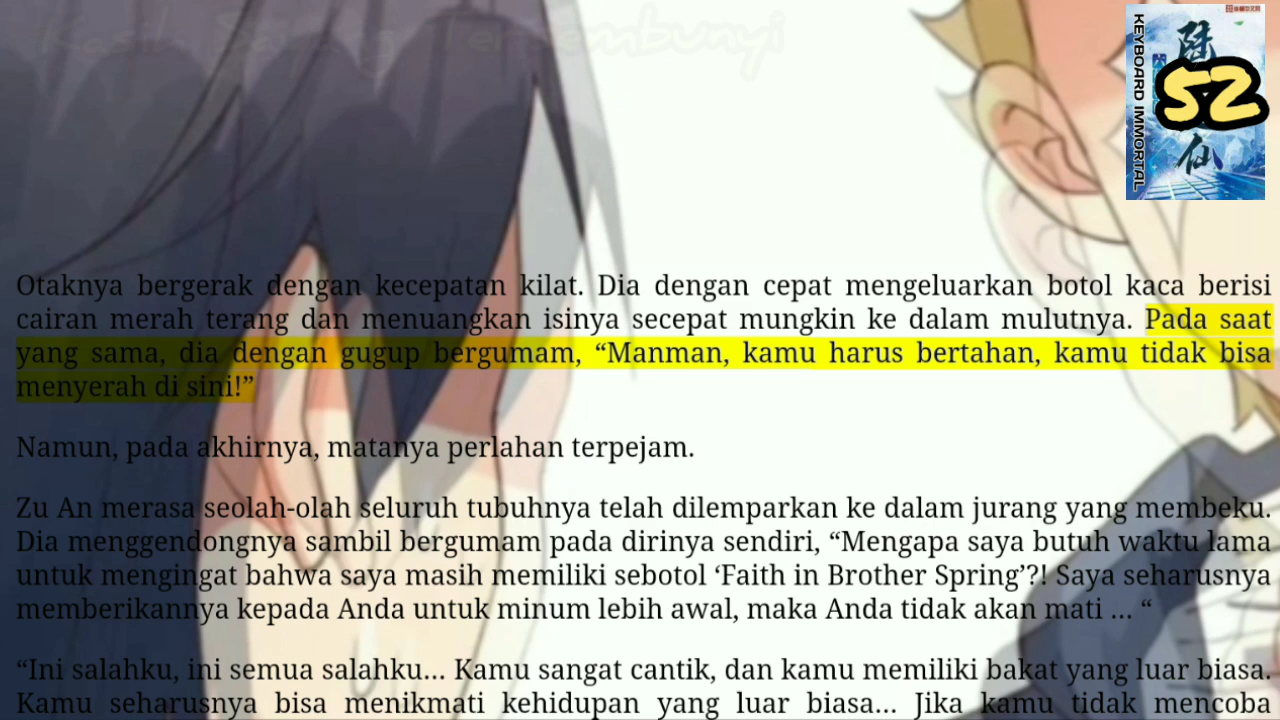 embunyi
KEYBOARD IMMORTAL
52
仙
Otaknya bergerak dengan kecepatan kilat. Dia dengan cepat mengeluarkan botol kaca berisi
cairan merah terang dan menuangkan isinya secepat mungkin ke dalam mulutnya. Pada saat
yang sama, dia dengan gugup bergumam, “Manman, kamu harus bertahan, kamu tidak bisa
menyerah di sini!”
Namun, pada akhirnya, matanya perlahan terpejam.
Zu An merasa seolah-olah seluruh tubuhnya telah dilemparkan ke dalam jurang yang membeku.
Dia menggendongnya sambil bergumam pada dirinya sendiri, “Mengapa saya butuh waktu lama
untuk mengingat bahwa saya masih memiliki sebotol ‘Faith in Brother Spring’?! Saya seharusnya
memberikannya kepada Anda untuk minum lebih awal, maka Anda tidak akan mati ... “
“Ini salahku, ini semua salahku... Kamu sangat cantik, dan kamu memiliki bakat yang luar biasa.
Kamu seharusnya bisa menikmati kehidupan yang luar biasa... Jika kamu tidak mencoba